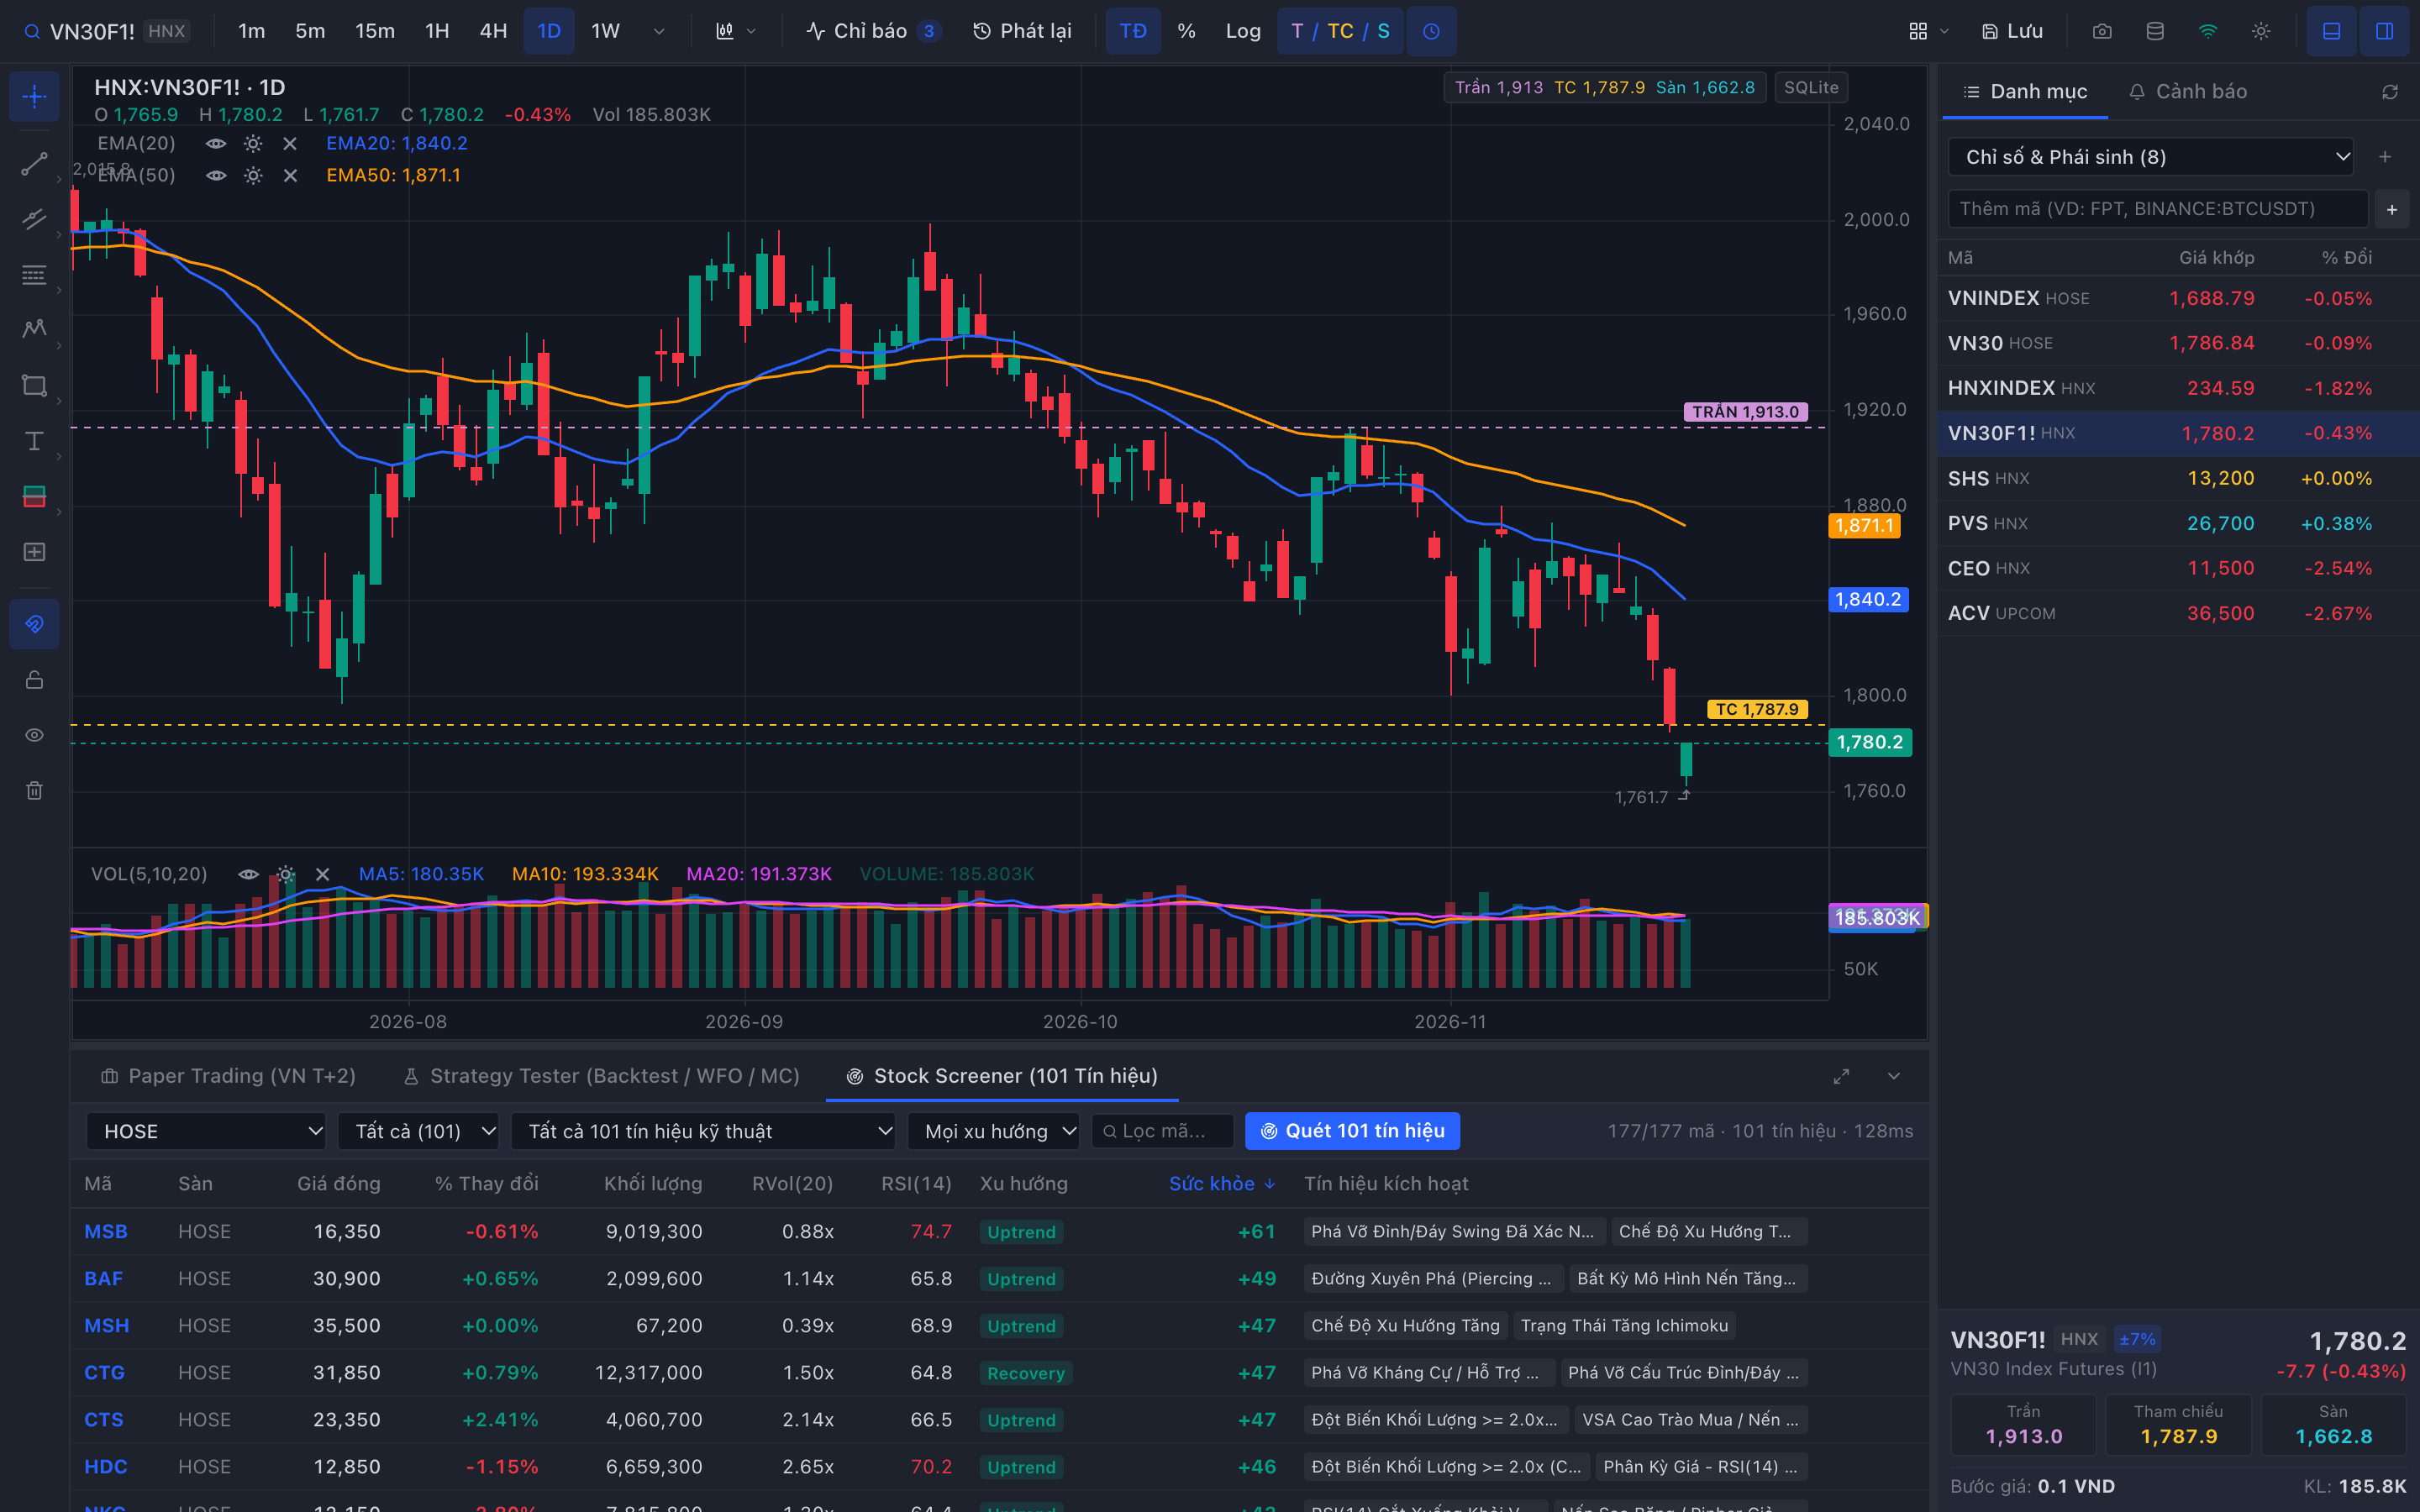 VN30F1! HNX 1m 5m 15m 1H 4H 1D 1W Chỉ báo 3 Phát lại TĐ % Log T / TC / S Lưu
HNX:VN30F1! · 1D
Trần 1,913 TC 1,787.9 Sàn 1,662.8 SQLite
O 1,765.9 H 1,780.2 L 1,761.7 C 1,780.2 -0.43% Vol 185.803K
EMA(20) EMA20: 1,840.2
2,015.8
EMA(50) EMA50: 1,871.1
2,040.0
2,000.0
1,960.0
TRẦN 1,913.0
1,920.0
1,880.0
1,871.1
1,840.2
1,800.0
TC 1,787.9
1,780.2
1,761.7
1,760.0
VOL(5,10,20) MA5: 180.35K MA10: 193.334K MA20: 191.373K VOLUME: 185.803K
185.803K
50K
2026-08 2026-09 2026-10 2026-11
Paper Trading (VN T+2) Strategy Tester (Backtest / WFO / MC) Stock Screener (101 Tín hiệu)
HOSE Tất cả (101) Tất cả 101 tín hiệu kỹ thuật Mọi xu hướng Lọc mã... Quét 101 tín hiệu 177/177 mã · 101 tín hiệu · 128ms
Mã Sàn Giá đóng % Thay đổi Khối lượng RVol(20) RSI(14) Xu hướng Sức khỏe ↓ Tín hiệu kích hoạt
MSB HOSE 16,350 -0.61% 9,019,300 0.88x 74.7 Uptrend +61 Phá Vỡ Đỉnh/Đáy Swing Đã Xác N... Chế Độ Xu Hướng T...
BAF HOSE 30,900 +0.65% 2,099,600 1.14x 65.8 Uptrend +49 Đường Xuyên Phá (Piercing ... Bất Kỳ Mô Hình Nến Tăng...
MSH HOSE 35,500 +0.00% 67,200 0.39x 68.9 Uptrend +47 Chế Độ Xu Hướng Tăng Trạng Thái Tăng Ichimoku
CTG HOSE 31,850 +0.79% 12,317,000 1.50x 64.8 Recovery +47 Phá Vỡ Kháng Cự / Hỗ Trợ ... Phá Vỡ Cấu Trúc Đỉnh/Đáy ...
CTS HOSE 23,350 +2.41% 4,060,700 2.14x 66.5 Uptrend +47 Đột Biến Khối Lượng >= 2.0x... VSA Cao Trào Mua / Nến ...
HDC HOSE 12,850 -1.15% 6,659,300 2.65x 70.2 Uptrend +46 Đột Biến Khối Lượng >= 2.0x (C... Phân Kỳ Giá - RSI(14) ...
Danh mục Cảnh báo
Chỉ số & Phái sinh (8)
Thêm mã (VD: FPT, BINANCE:BTCUSDT) +
Mã Giá khớp % Đổi
VNINDEX HOSE 1,688.79 -0.05%
VN30 HOSE 1,786.84 -0.09%
HNXINDEX HNX 234.59 -1.82%
VN30F1! HNX 1,780.2 -0.43%
SHS HNX 13,200 +0.00%
PVS HNX 26,700 +0.38%
CEO HNX 11,500 -2.54%
ACV UPCOM 36,500 -2.67%
VN30F1! HNX ±7% 1,780.2
VN30 Index Futures (I1) -7.7 (-0.43%)
Trần Tham chiếu Sàn
1,913.0 1,787.9 1,662.8
Bước giá: 0.1 VND KL: 185.8K